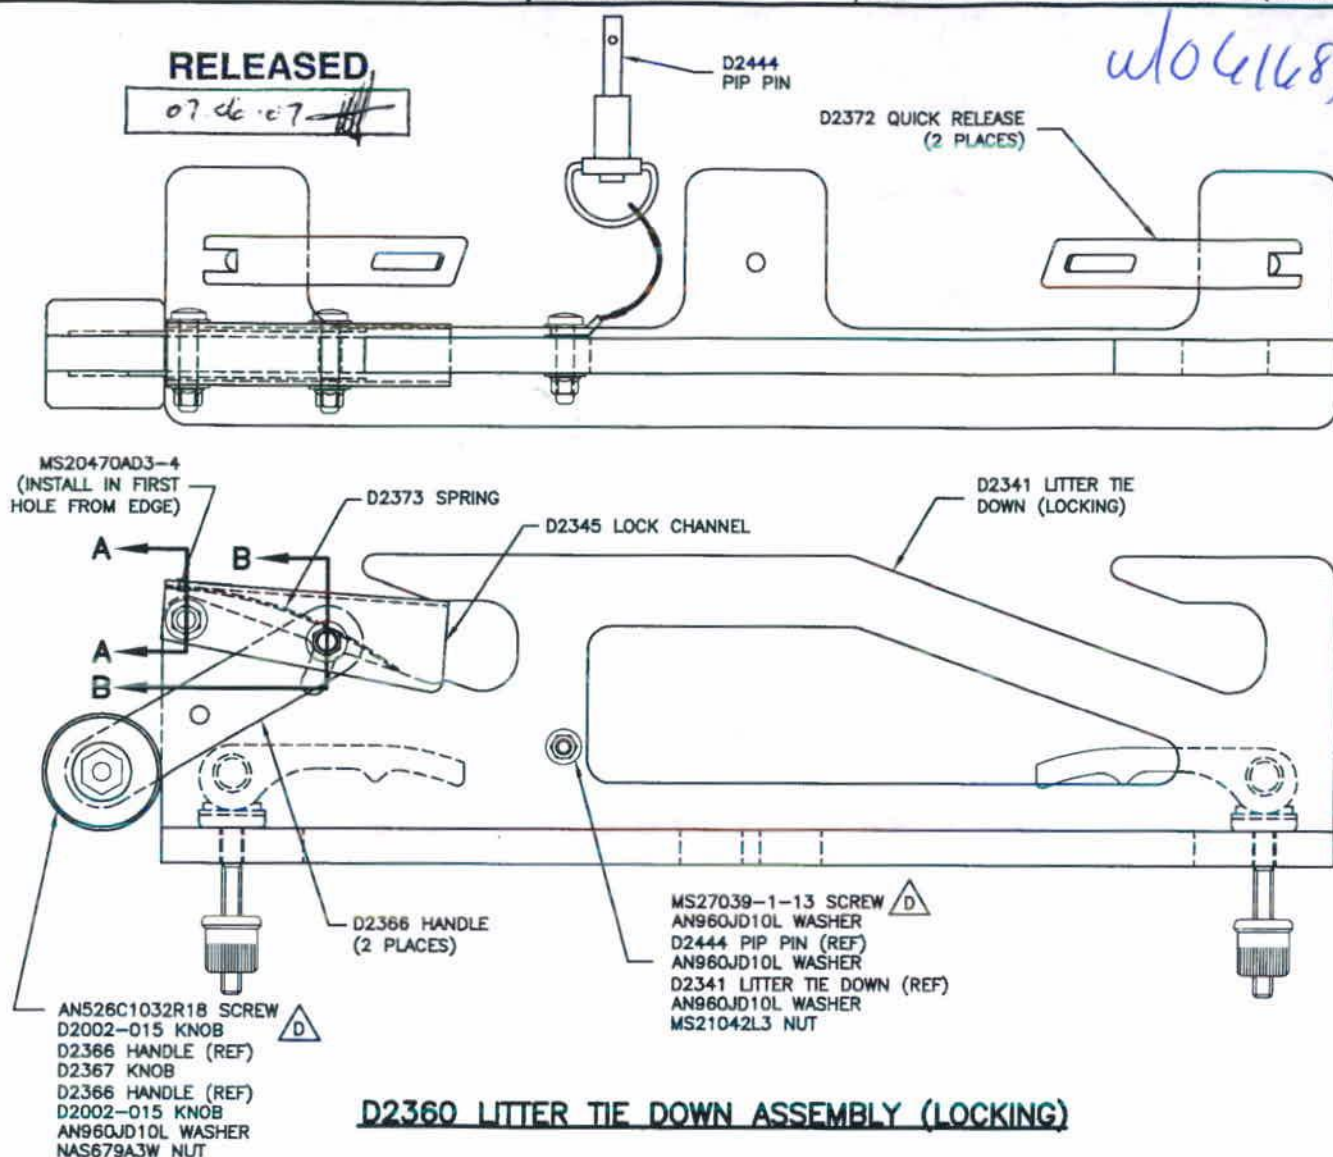 RELEASED
D2444
PIP PIN
D2372 QUICK RELEASE
(2 PLACES)
MS20470AD3-4
(INSTALL IN FIRST
HOLE FROM EDGE)
D2373 SPRING
D2345 LOCK CHANNEL
D2341 LITTER TIE
DOWN (LOCKING)
A
B
A
B
D2366 HANDLE
(2 PLACES)
MS27039-1-13 SCREW D
AN960JD10L WASHER
D2444 PIP PIN (REF)
AN960JD10L WASHER
D2341 LITTER TIE DOWN (REF)
AN960JD10L WASHER
MS21042L3 NUT
AN526C1032R18 SCREW
D2002-015 KNOB D
D2366 HANDLE (REF)
D2367 KNOB
D2366 HANDLE (REF)
D2002-015 KNOB
AN960JD10L WASHER
NAS679A3W NUT
D2360 LITTER TIE DOWN ASSEMBLY (LOCKING)